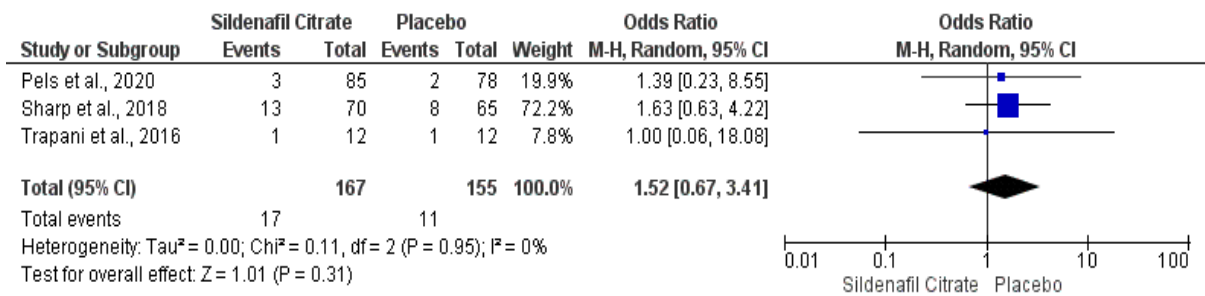 Sildenafil Citrate Placebo Odds Ratio Odds Ratio
Study or Subgroup Events Total Events Total Weight M-H, Random, 95% CI M-H, Random, 95% CI
Pels et al., 2020 3 85 2 78 19.9% 1.39 [0.23, 8.55]
Sharp et al., 2018 13 70 8 65 72.2% 1.63 [0.63, 4.22]
Trapani et al., 2016 1 12 1 12 7.8% 1.00 [0.06, 18.08]
Total (95% CI) 167 155 100.0% 1.52 [0.67, 3.41]
Total events 17 11
Heterogeneity: Tau² = 0.00; Chi² = 0.11, df = 2 (P = 0.95); I² = 0%
Test for overall effect: Z = 1.01 (P = 0.31)
0.01 0.1 1 10 100
Sildenafil Citrate Placebo